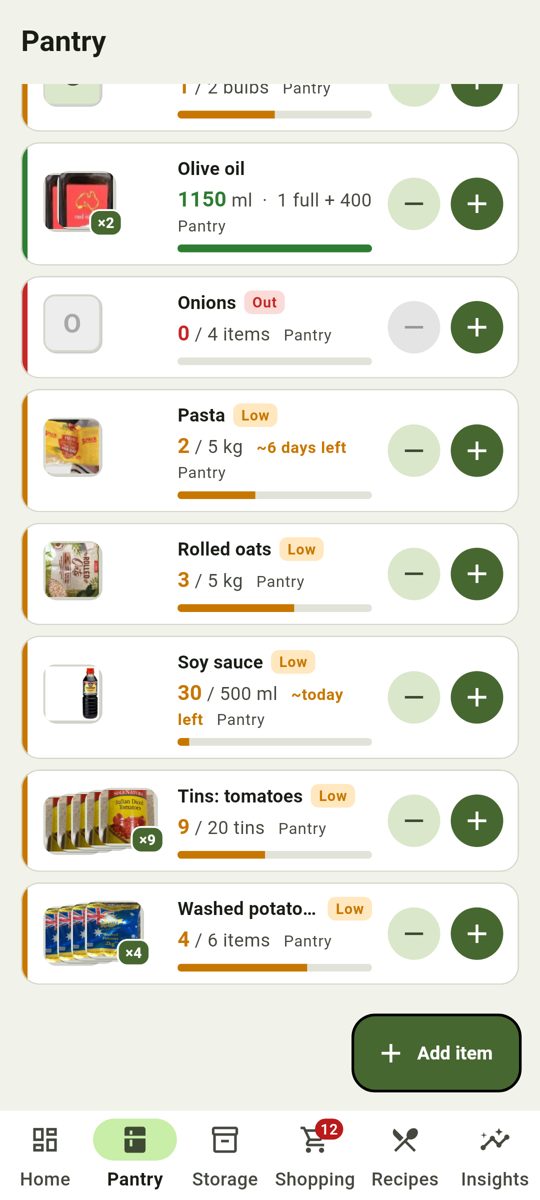 Pantry
1 / 2 bulbs Pantry
Olive oil
1150 ml · 1 full + 400
Pantry
×2
Onions Out
O
0 / 4 items Pantry
Pasta Low
2 / 5 kg ~6 days left
Pantry
Rolled oats Low
3 / 5 kg Pantry
Soy sauce Low
30 / 500 ml ~today
left Pantry
Tins: tomatoes Low
9 / 20 tins Pantry
×9
Washed potato... Low
4 / 6 items Pantry
×4
+ Add item
12
Home Pantry Storage Shopping Recipes Insights